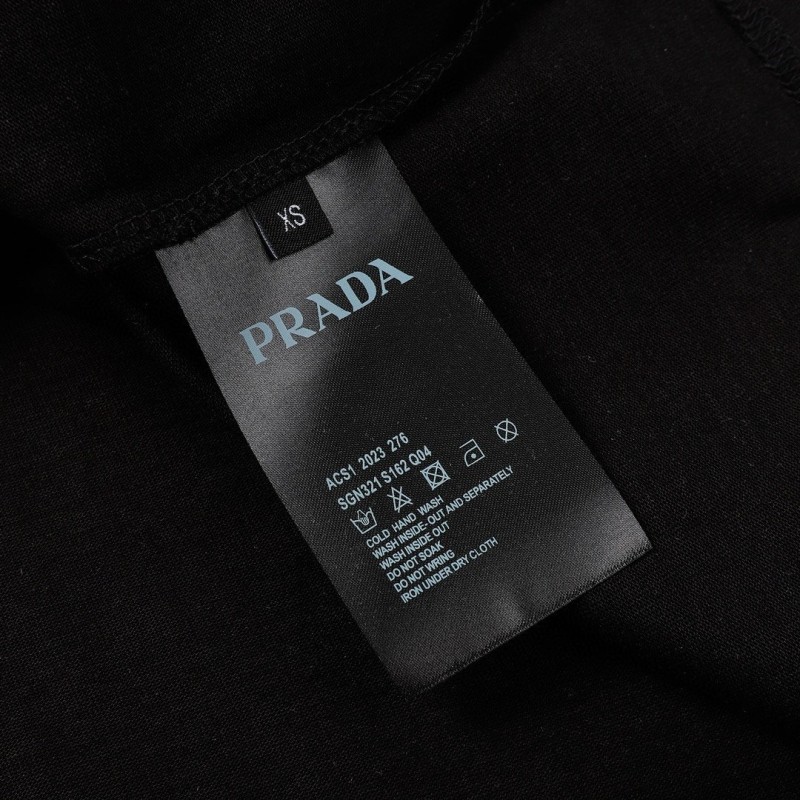 XS
PRADA
ACS1 2023 276
SGN321 S162 Q04
COLD HAND WASH
WASH INSIDE-OUT AND SEPARATELY
WASH INSIDE OUT
DO NOT SOAK
DO NOT WRING
IRON UNDER DRY CLOTH